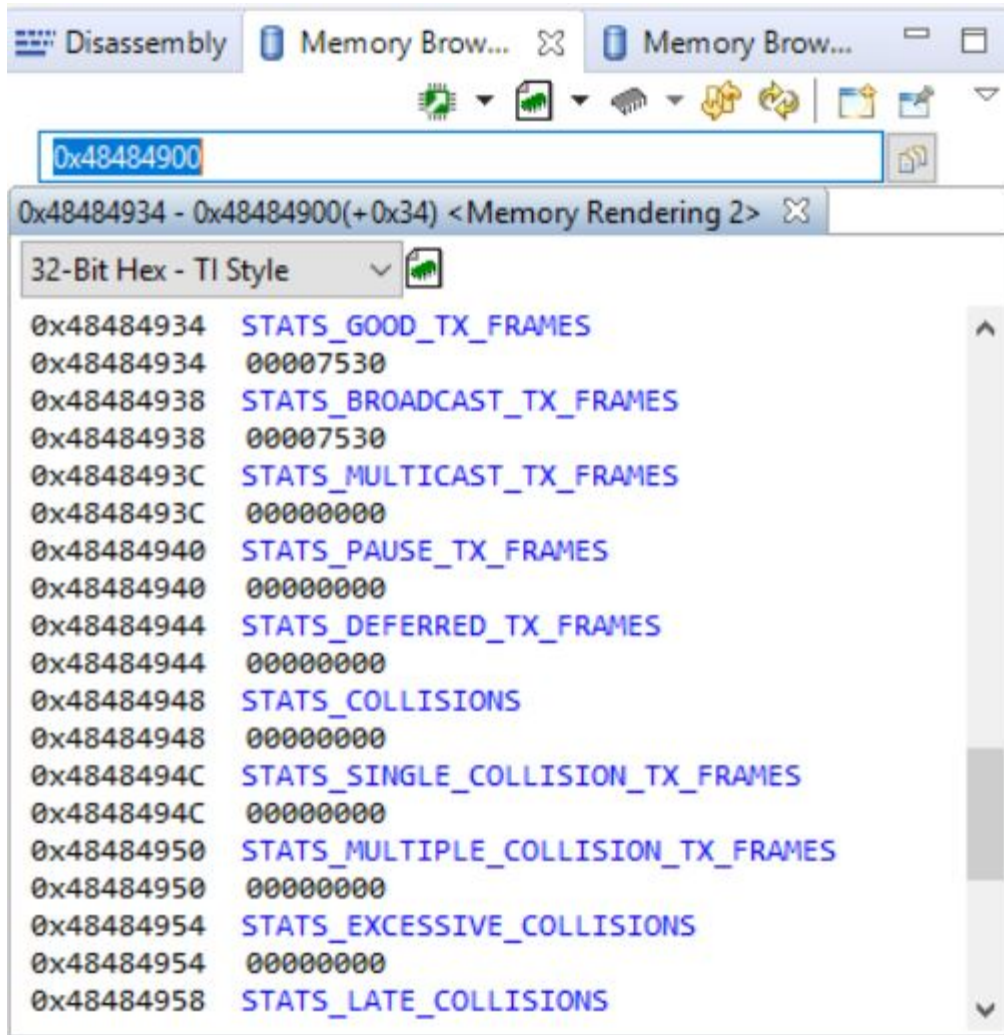 Disassembly Memory Brow... Memory Brow...
0x48484900
0x48484934 - 0x48484900(+0x34) <Memory Rendering 2>
32-Bit Hex - TI Style
0x48484934 STATS_GOOD_TX_FRAMES
0x48484934 00007530
0x48484938 STATS_BROADCAST_TX_FRAMES
0x48484938 00007530
0x4848493C STATS_MULTICAST_TX_FRAMES
0x4848493C 00000000
0x48484940 STATS_PAUSE_TX_FRAMES
0x48484940 00000000
0x48484944 STATS_DEFERRED_TX_FRAMES
0x48484944 00000000
0x48484948 STATS_COLLISIONS
0x48484948 00000000
0x4848494C STATS_SINGLE_COLLISION_TX_FRAMES
0x4848494C 00000000
0x48484950 STATS_MULTIPLE_COLLISION_TX_FRAMES
0x48484950 00000000
0x48484954 STATS_EXCESSIVE_COLLISIONS
0x48484954 00000000
0x48484958 STATS_LATE_COLLISIONS